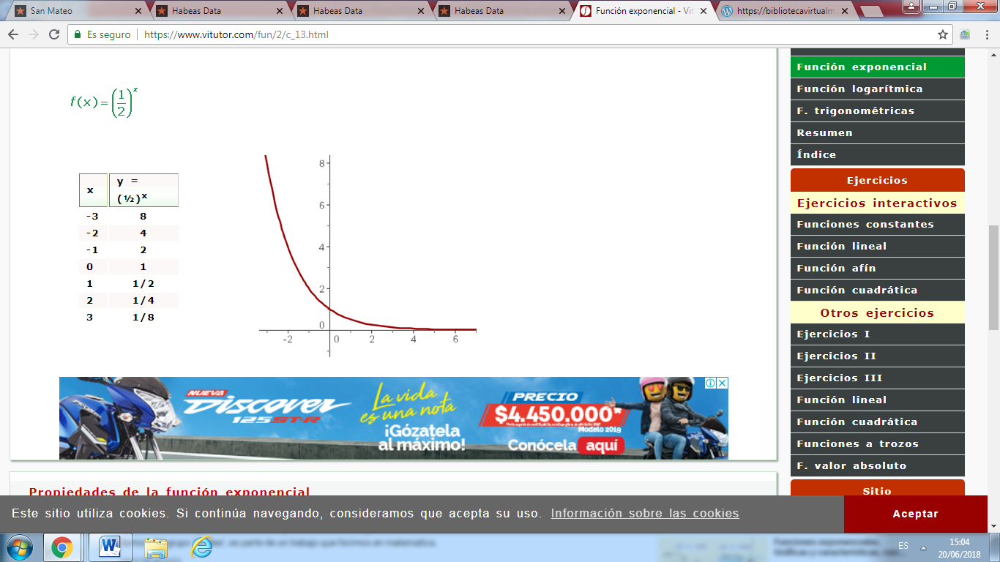 San Mateo
Habeas Data
Habeas Data
Habeas Data
Función exponencial - Vit
https://bibliotecavirtualm
Es seguro
https://www.vitutor.com/fun/2/c_13.html
f(x)=(1/2)^x
x
y =
(½)^x
-3 8
-2 4
-1 2
0 1
1 1/2
2 1/4
3 1/8
8
6
4
2
0
-2 0 2 4 6
NUEVA
DISCOVER
125 ST-R
La vida
es una nota
¡Gózatela
al máximo!
PRECIO
$4.450.000*
Modelo 2019
Conócela aquí
Propiedades de la función exponencial
Función exponencial
Función logarítmica
F. trigonométricas
Resumen
Índice
Ejercicios
Ejercicios interactivos
Funciones constantes
Función lineal
Función afín
Función cuadrática
Otros ejercicios
Ejercicios I
Ejercicios II
Ejercicios III
Función lineal
Función cuadrática
Funciones a trozos
F. valor absoluto
Sitio
Este sitio utiliza cookies. Si continúa navegando, consideramos que acepta su uso. Información sobre las cookies
Aceptar
ES
15:04
20/06/2018